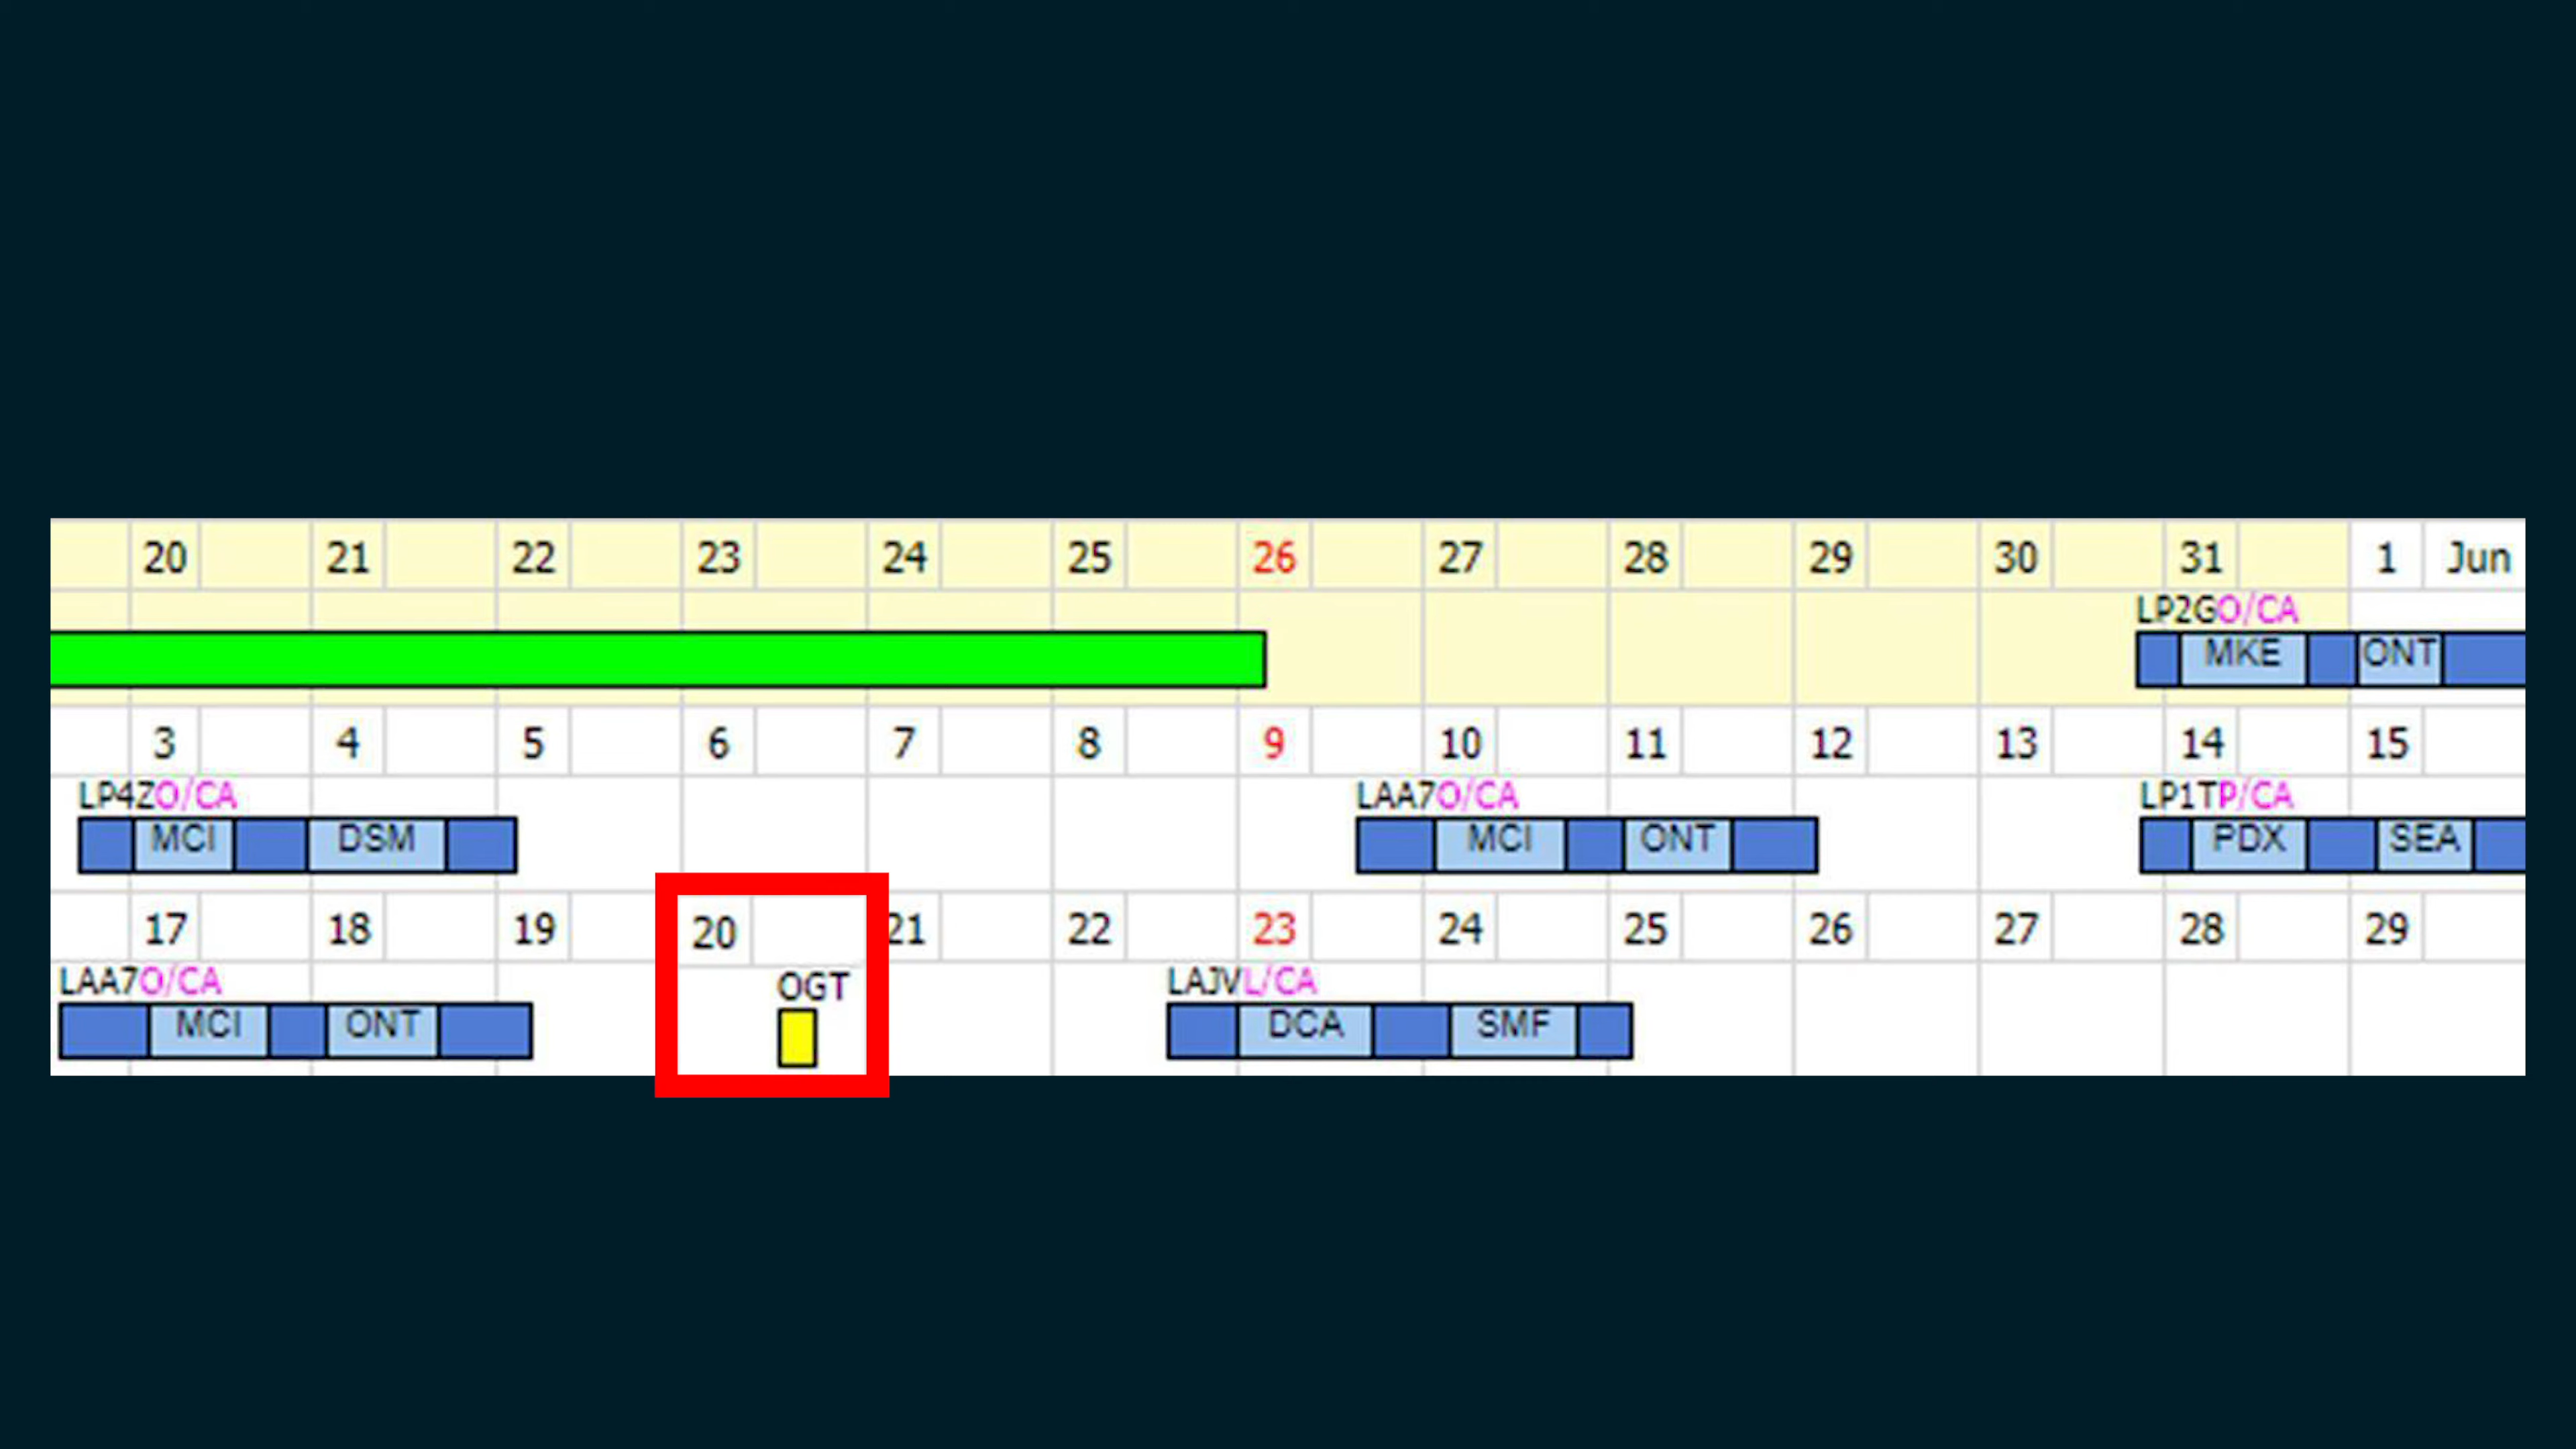 20 21 22 23 24 25 26 27 28 29 30 31 1 Jun
LP2GO/CA
MKE ONT
3 4 5 6 7 8 9 10 11 12 13 14 15
LP4ZO/CA LAA7O/CA LP1TP/CA
MCI DSM MCI ONT PDX SEA
17 18 19 20 21 22 23 24 25 26 27 28 29
LAA7O/CA OGT LAJVL/CA
MCI ONT DCA SMF